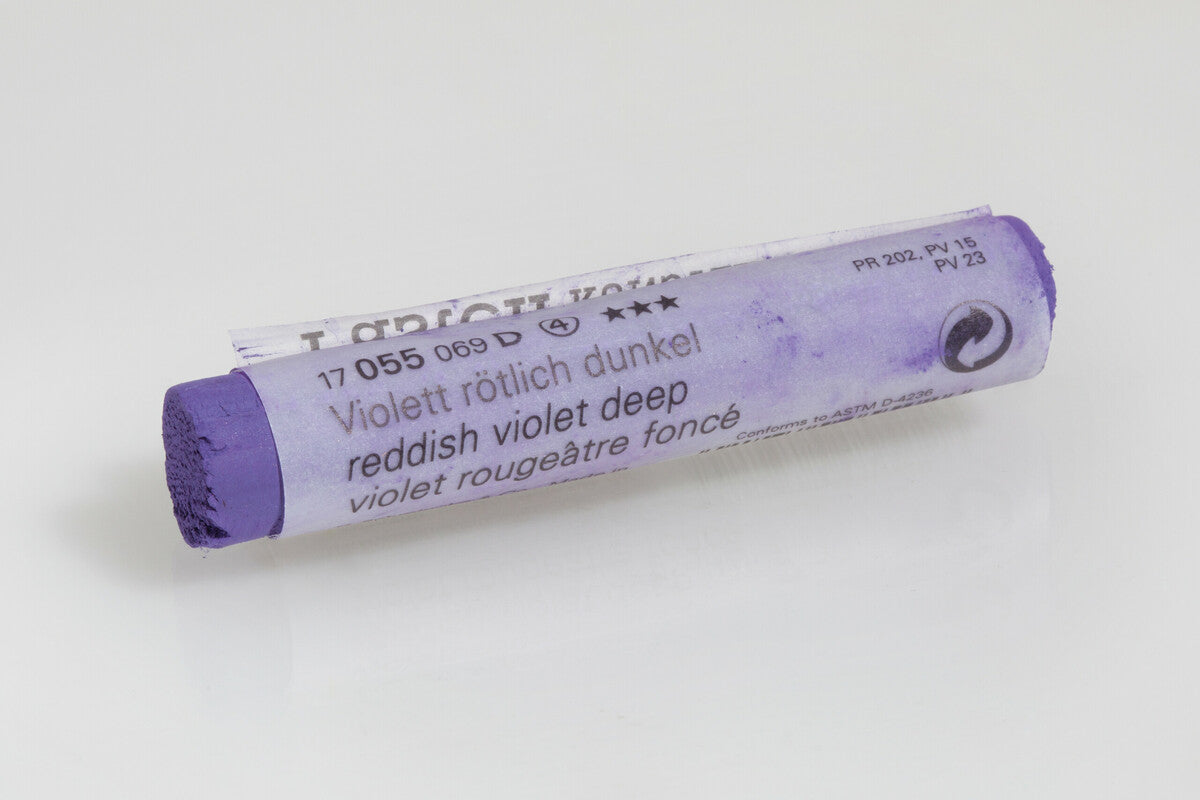 PR 202, PV 15
PV 23
17 055 069 D 4 ★★★
Violett rötlich dunkel
reddish violet deep
violet rougeâtre foncé
Conforms to ASTM D-4236